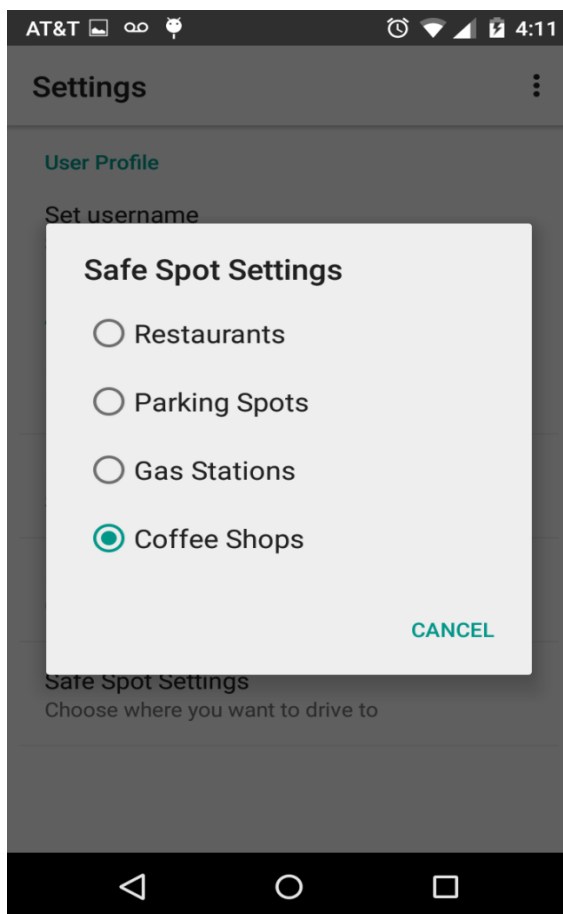 AT&T 4:11
Settings
User Profile
Set username
Safe Spot Settings
Restaurants
Parking Spots
Gas Stations
Coffee Shops
CANCEL
Safe Spot Settings
Choose where you want to drive to